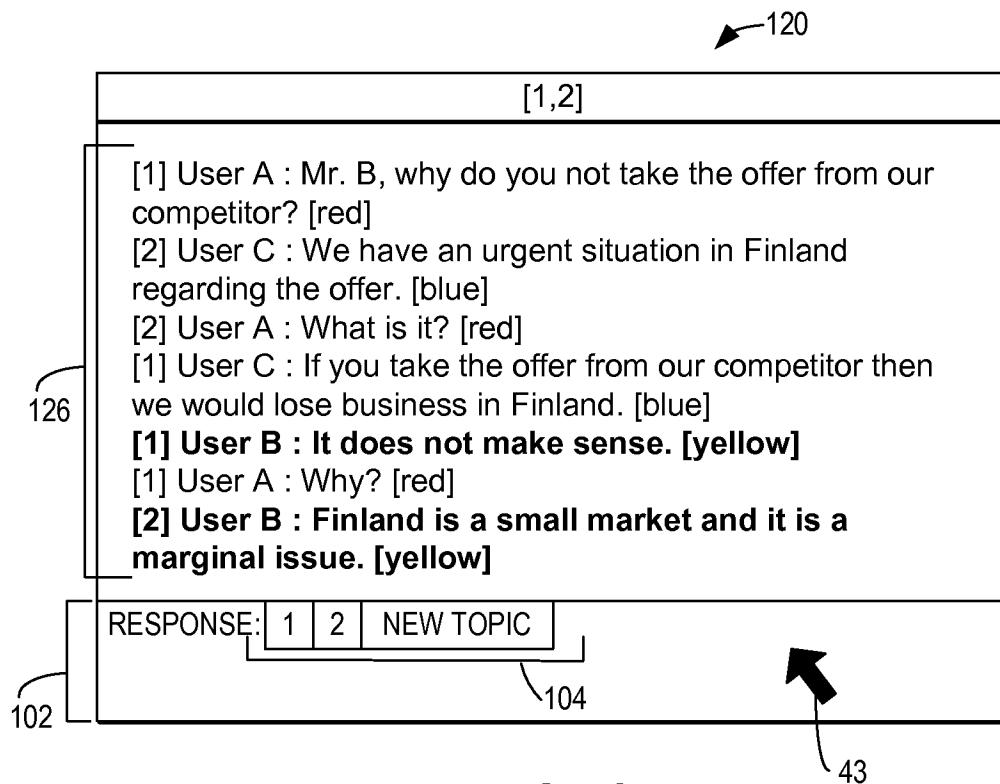 120
[1,2]
[1] User A : Mr. B, why do you not take the offer from our
competitor? [red]
[2] User C : We have an urgent situation in Finland
regarding the offer. [blue]
[2] User A : What is it? [red]
[1] User C : If you take the offer from our competitor then
we would lose business in Finland. [blue]
126
[1] User B : It does not make sense. [yellow]
[1] User A : Why? [red]
[2] User B : Finland is a small market and it is a
marginal issue. [yellow]
RESPONSE: 1 2 NEW TOPIC
102
104
43